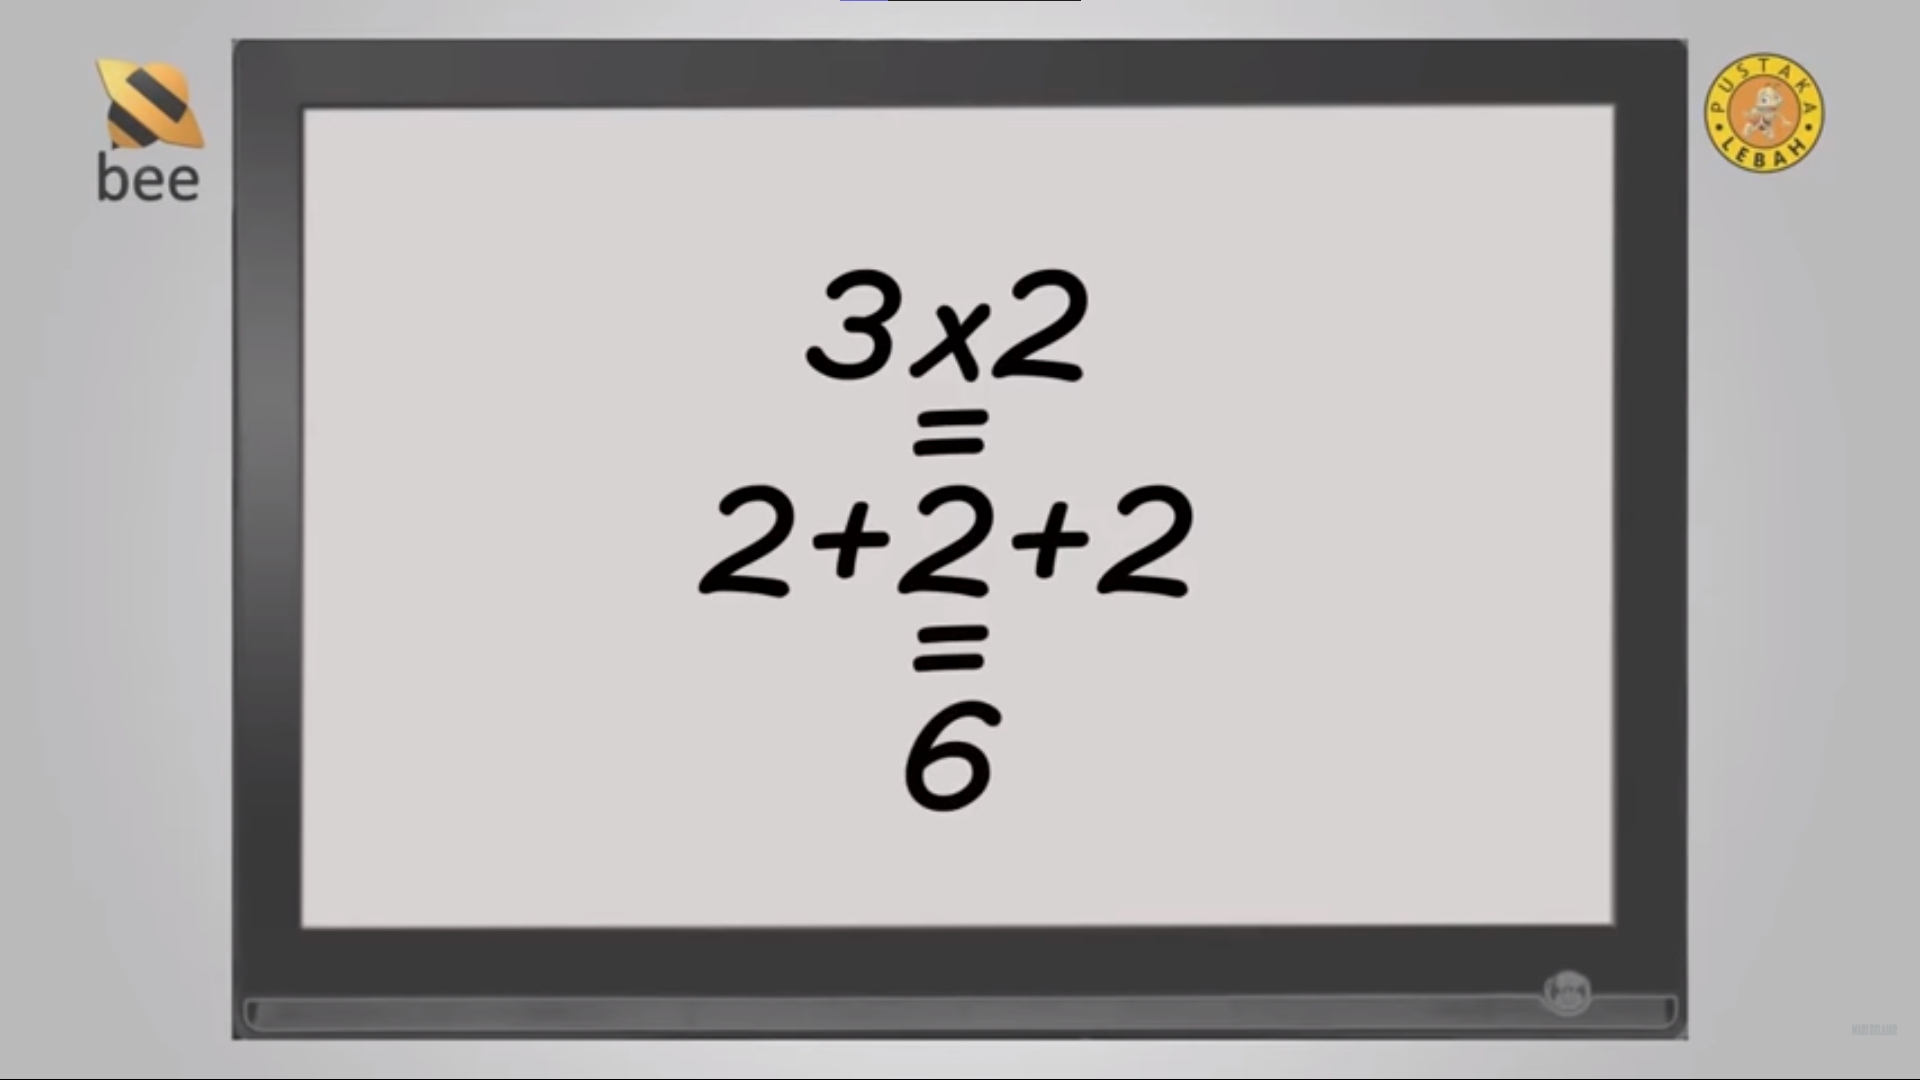 bee
PUSTAKA
LEBAH
3x2
=
2+2+2
=
6